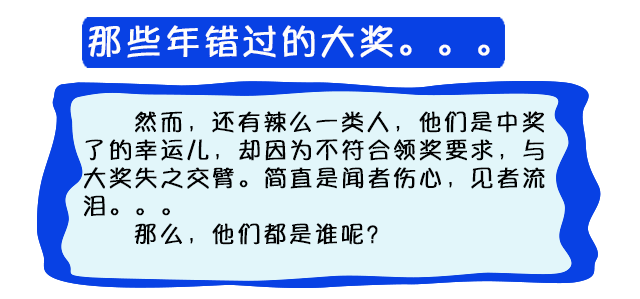 那些年错过的大奖。。。
然而，还有辣么一类人，他们是中奖
了的幸运儿，却因为不符合领奖要求，与
大奖失之交臂。简直是闻者伤心，见者流
泪。。。
那么，他们都是谁呢？